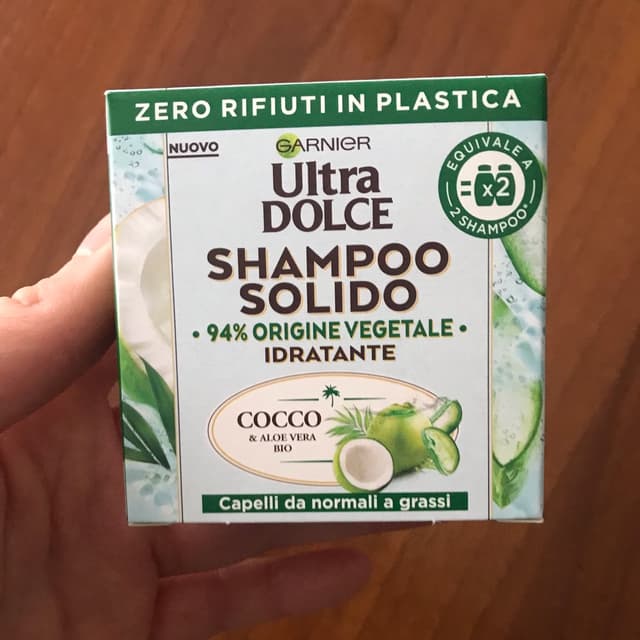 ZERO RIFIUTI IN PLASTICA
NUOVO
GARNIER
Ultra
DOLCE
EQUIVALE A
= x2
2 SHAMPOO*
SHAMPOO
SOLIDO
• 94% ORIGINE VEGETALE •
IDRATANTE
COCCO
& ALOE VERA
BIO
Capelli da normali a grassi